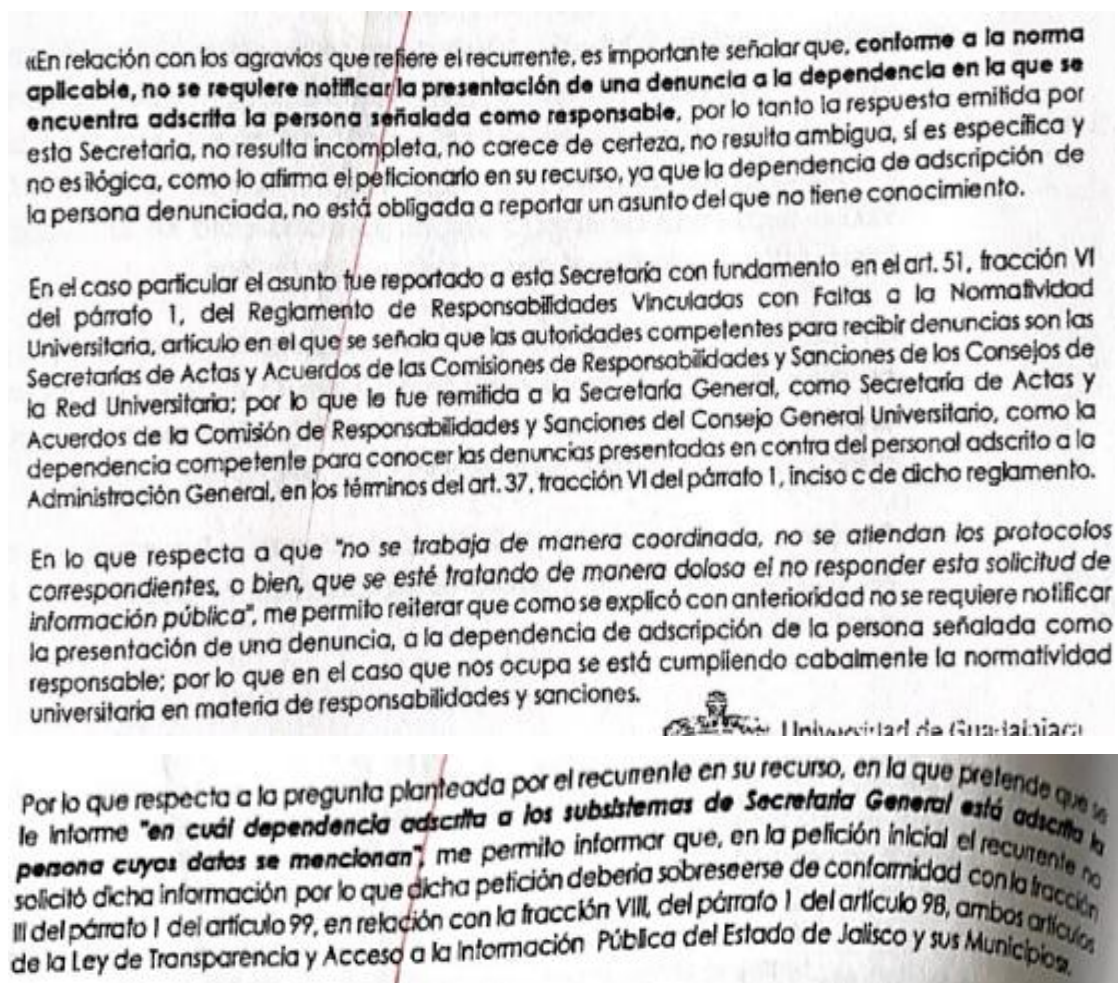 «En relación con los agravios que refiere el recurrente, es importante señalar que, conforme a la norma
aplicable, no se requiere notificar la presentación de una denuncia a la dependencia en la que se
encuentra adscrita la persona señalada como responsable, por lo tanto la respuesta emitida por
esta Secretaria, no resulta incompleta, no carece de certeza, no resulta ambigua, sí es específica y
no es ilógica, como lo afirma el peticionario en su recurso, ya que la dependencia de adscripción de
la persona denunciada, no está obligada a reportar un asunto del que no tiene conocimiento.
En el caso particular el asunto fue reportado a esta Secretaría con fundamento en el art. 51, fracción VI
del párrafo 1, del Reglamento de Responsabilidades Vinculadas con Faltas a la Normatividad
Universitaria, artículo en el que se señala que las autoridades competentes para recibir denuncias son las
Secretarías de Actas y Acuerdos de las Comisiones de Responsabilidades y Sanciones de los Consejos de
la Red Universitaria; por lo que le fue remitida a la Secretaría General, como Secretaría de Actas y
Acuerdos de la Comisión de Responsabilidades y Sanciones del Consejo General Universitario, como la
dependencia competente para conocer las denuncias presentadas en contra del personal adscrito a la
Administración General, en los términos del art. 37, fracción VI del párrafo 1, inciso c de dicho reglamento.
En lo que respecta a que "no se trabaja de manera coordinada, no se atiendan los protocolos
correspondientes, o bien, que se esté tratando de manera dolosa el no responder esta solicitud de
información pública", me permito reiterar que como se explicó con anterioridad no se requiere notificar
la presentación de una denuncia, a la dependencia de adscripción de la persona señalada como
responsable; por lo que en el caso que nos ocupa se está cumpliendo cabalmente la normatividad
universitaria en materia de responsabilidades y sanciones.
Universidad de Guadalajara
Por lo que respecta a la pregunta planteada por el recurrente en su recurso, en la que pretende que se
le informe "en cuál dependencia adscrita a los subsistemas de Secretaria General está adscrita la
persona cuyos datos se mencionan", me permito informar que, en la petición inicial el recurrente no
solicitó dicha información por lo que dicha petición debería sobreseerse de conformidad con la fracción
III del párrafo 1 del artículo 99, en relación con la fracción VIII, del párrafo 1 del artículo 98, ambos artículos
de la Ley de Transparencia y Acceso a la Información Pública del Estado de Jalisco y sus Municipios».